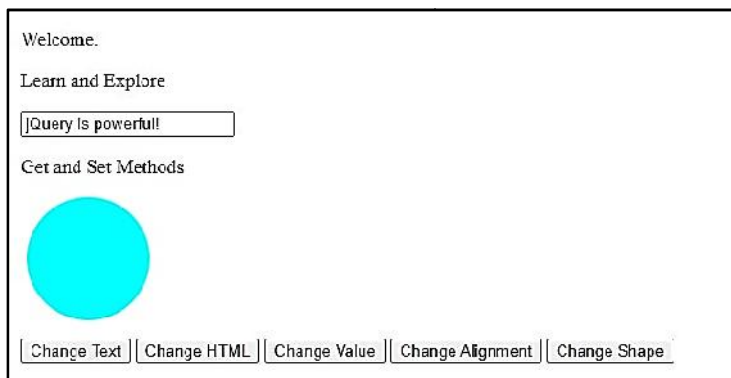 Welcome.
Learn and Explore
jQuery is powerful!
Get and Set Methods
Change Text Change HTML Change Value Change Alignment Change Shape